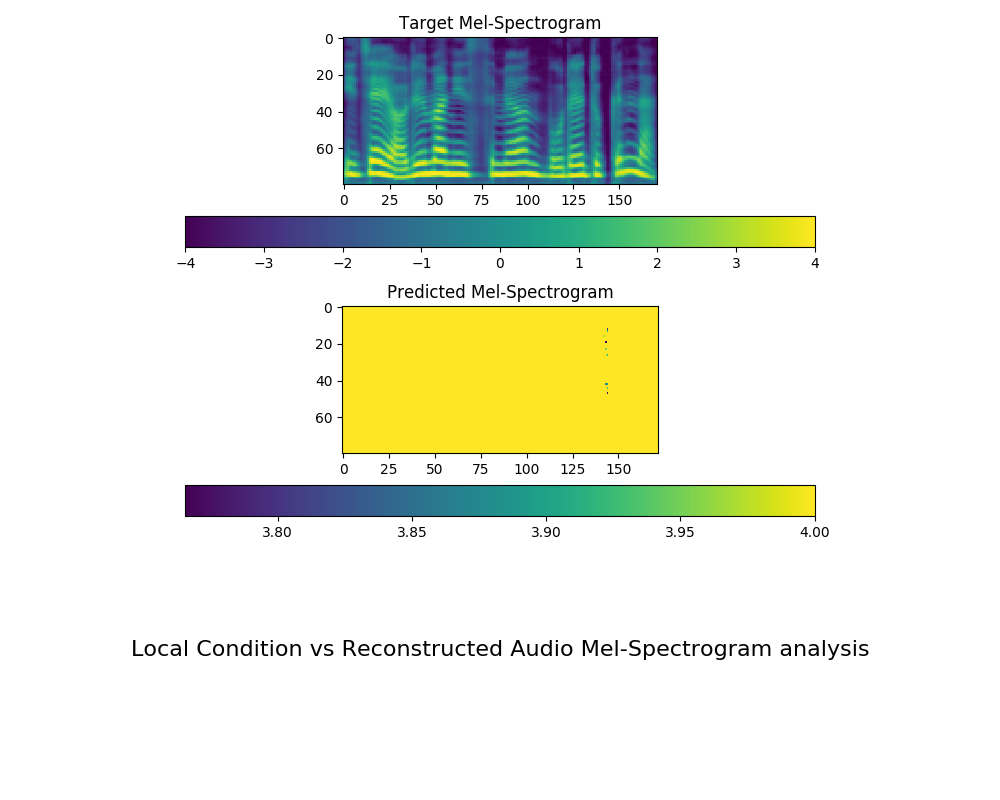 Target Mel-Spectrogram
0
20
40
60
0 25 50 75 100 125 150
−4 −3 −2 −1 0 1 2 3 4
Predicted Mel-Spectrogram
0
20
40
60
0 25 50 75 100 125 150
3.80 3.85 3.90 3.95 4.00
Local Condition vs Reconstructed Audio Mel-Spectrogram analysis